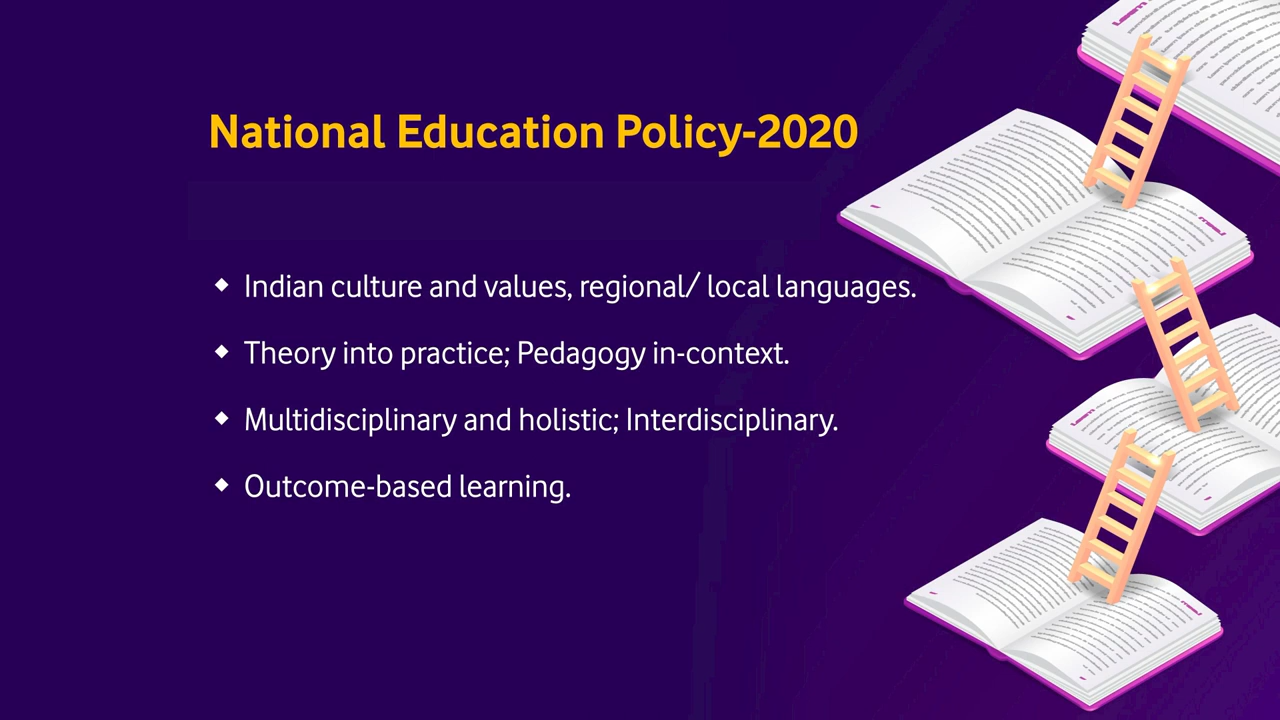 National Education Policy-2020
◆ Indian culture and values, regional/ local languages.
◆ Theory into practice; Pedagogy in-context.
◆ Multidisciplinary and holistic; Interdisciplinary.
◆ Outcome-based learning.